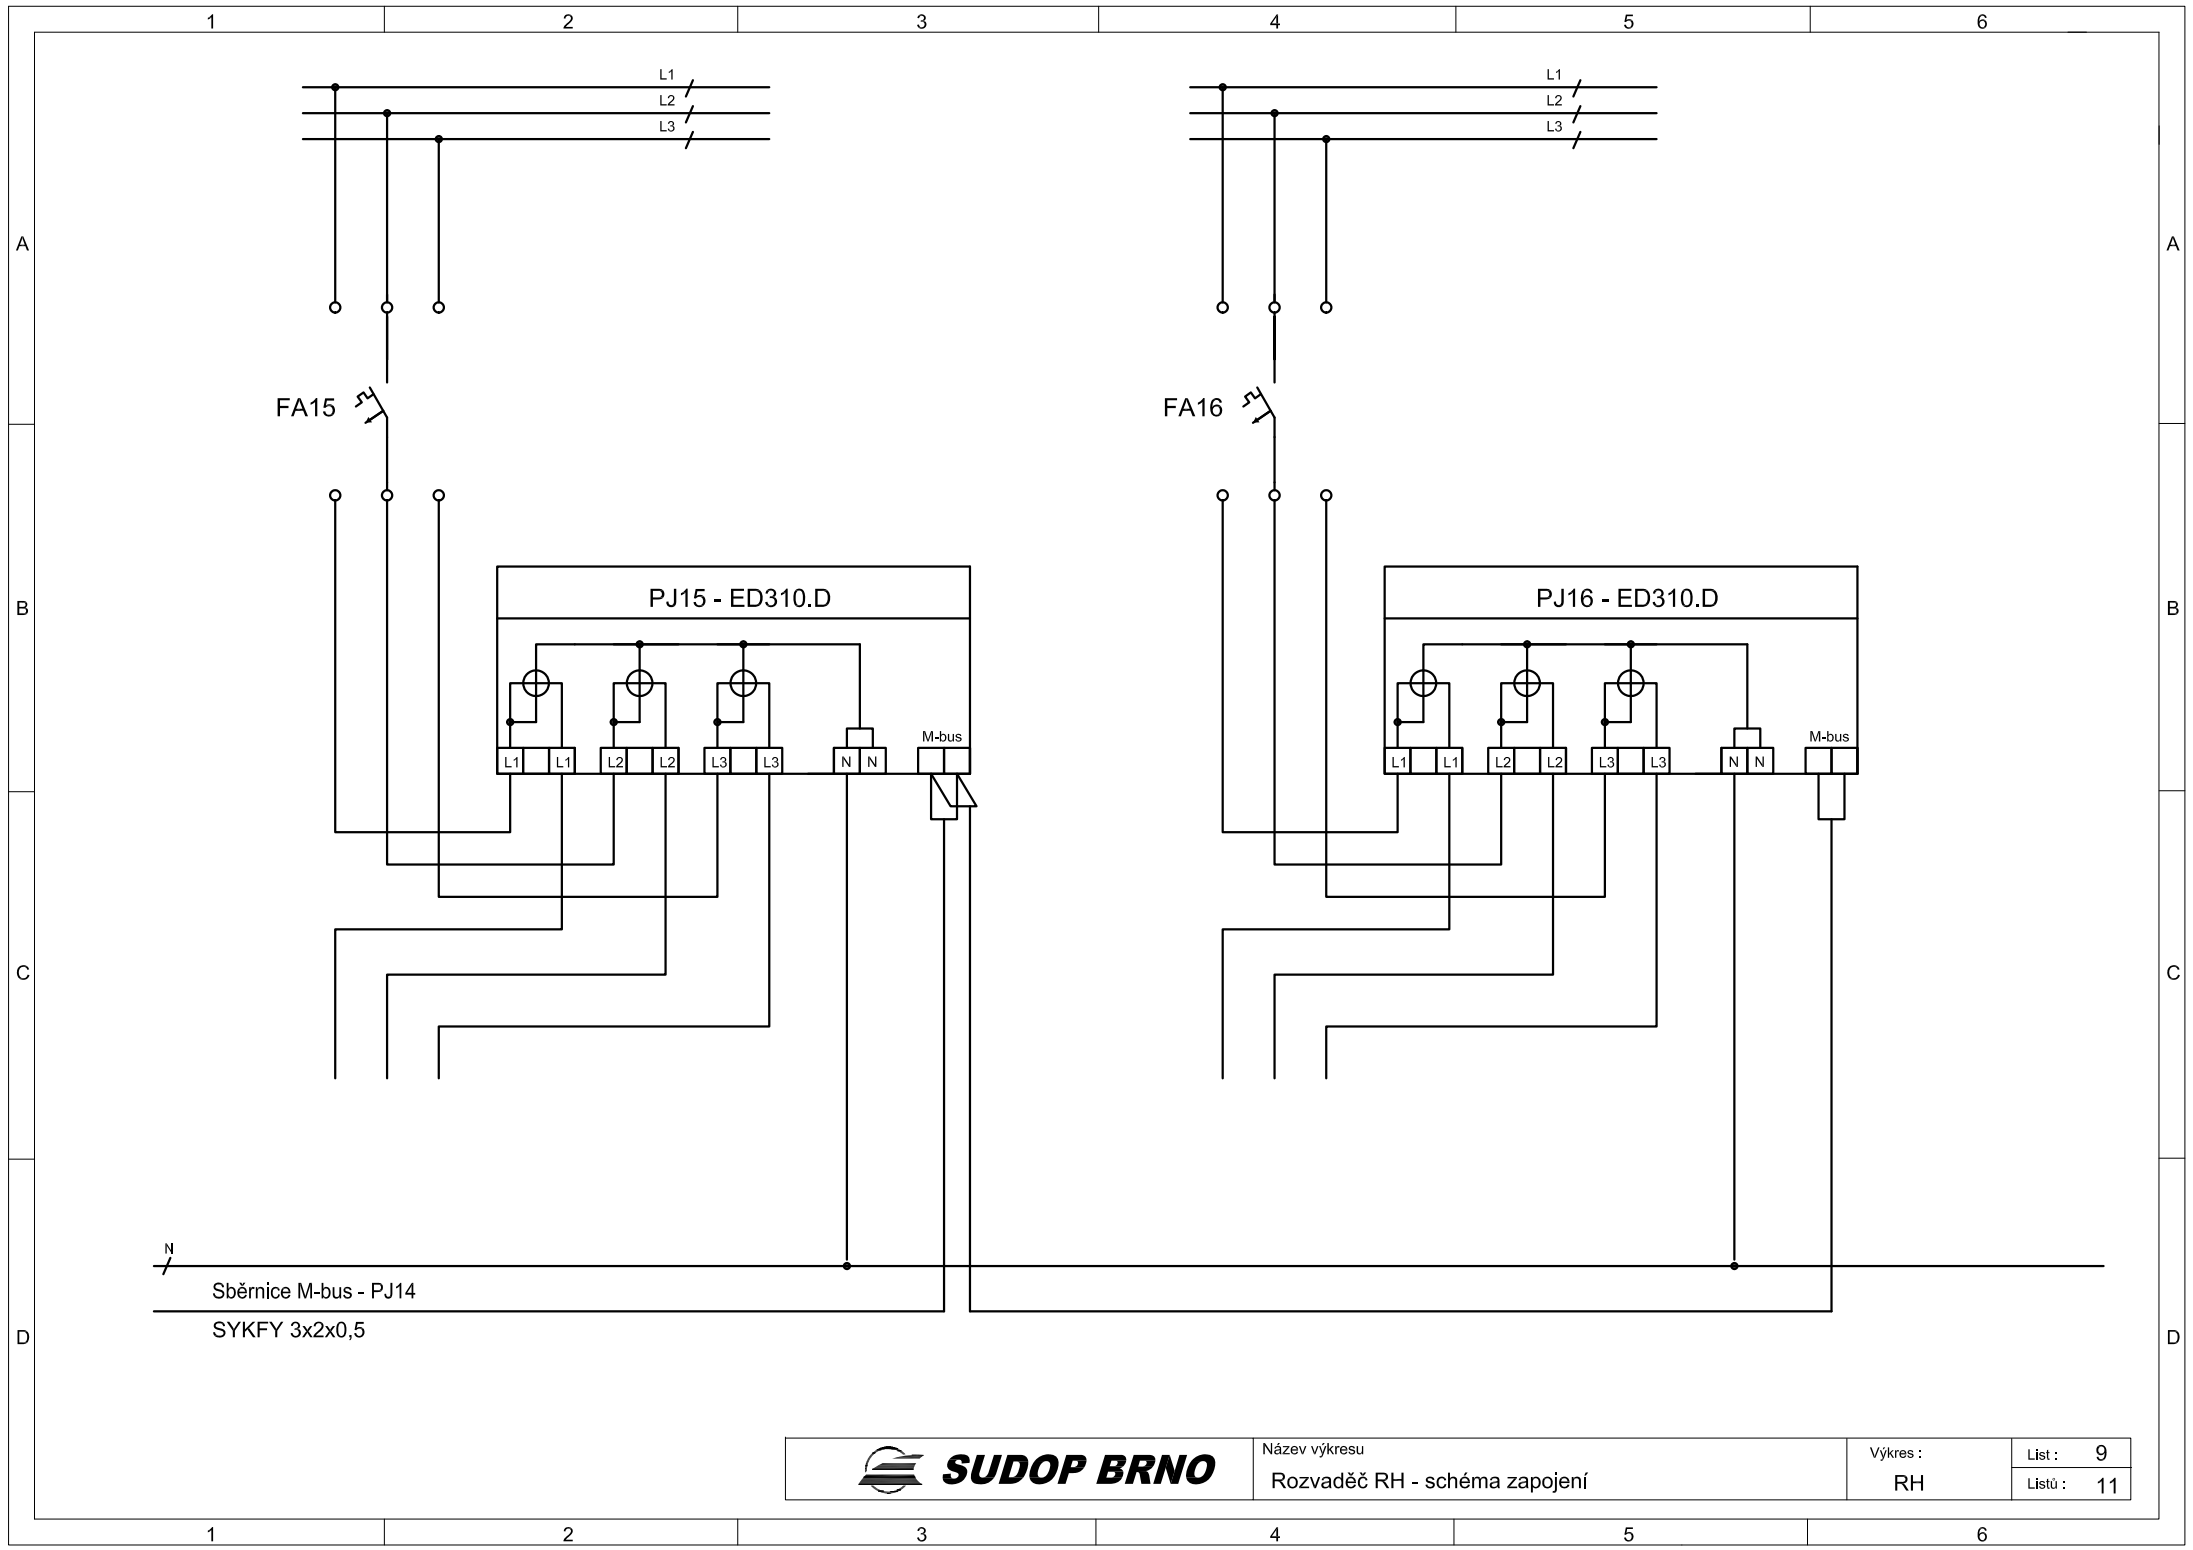 1 2 3 4 5 6
L1 L1
L2 L2
L3 L3
A A
FA15 FA16
B B
PJ15 - ED310.D PJ16 - ED310.D
M-bus M-bus
L1 L1 L2 L2 L3 L3 N N L1 L1 L2 L2 L3 L3 N N
C C
N
Sběrnice M-bus - PJ14
SYKFY 3x2x0,5
D D
SUDOP BRNO
Název výkresu
Rozvaděč RH - schéma zapojení
Výkres :
RH
List : 9
Listů : 11
1 2 3 4 5 6